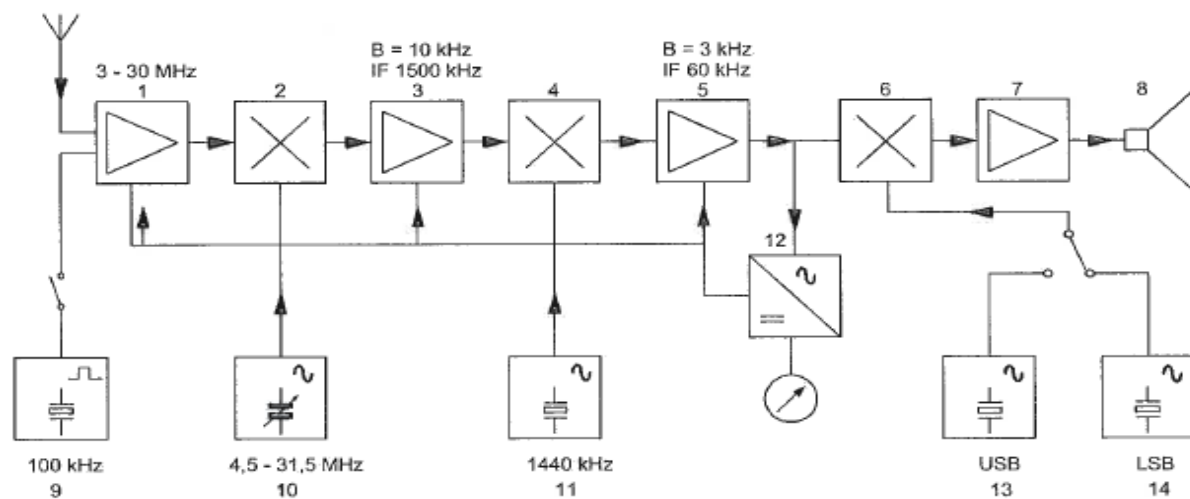 B = 10 kHz
B = 3 kHz
3 - 30 MHz
IF 1500 kHz
IF 60 kHz
1
2
3
4
5
6
7
8
12
100 kHz
4,5 - 31,5 MHz
1440 kHz
USB
LSB
9
10
11
13
14